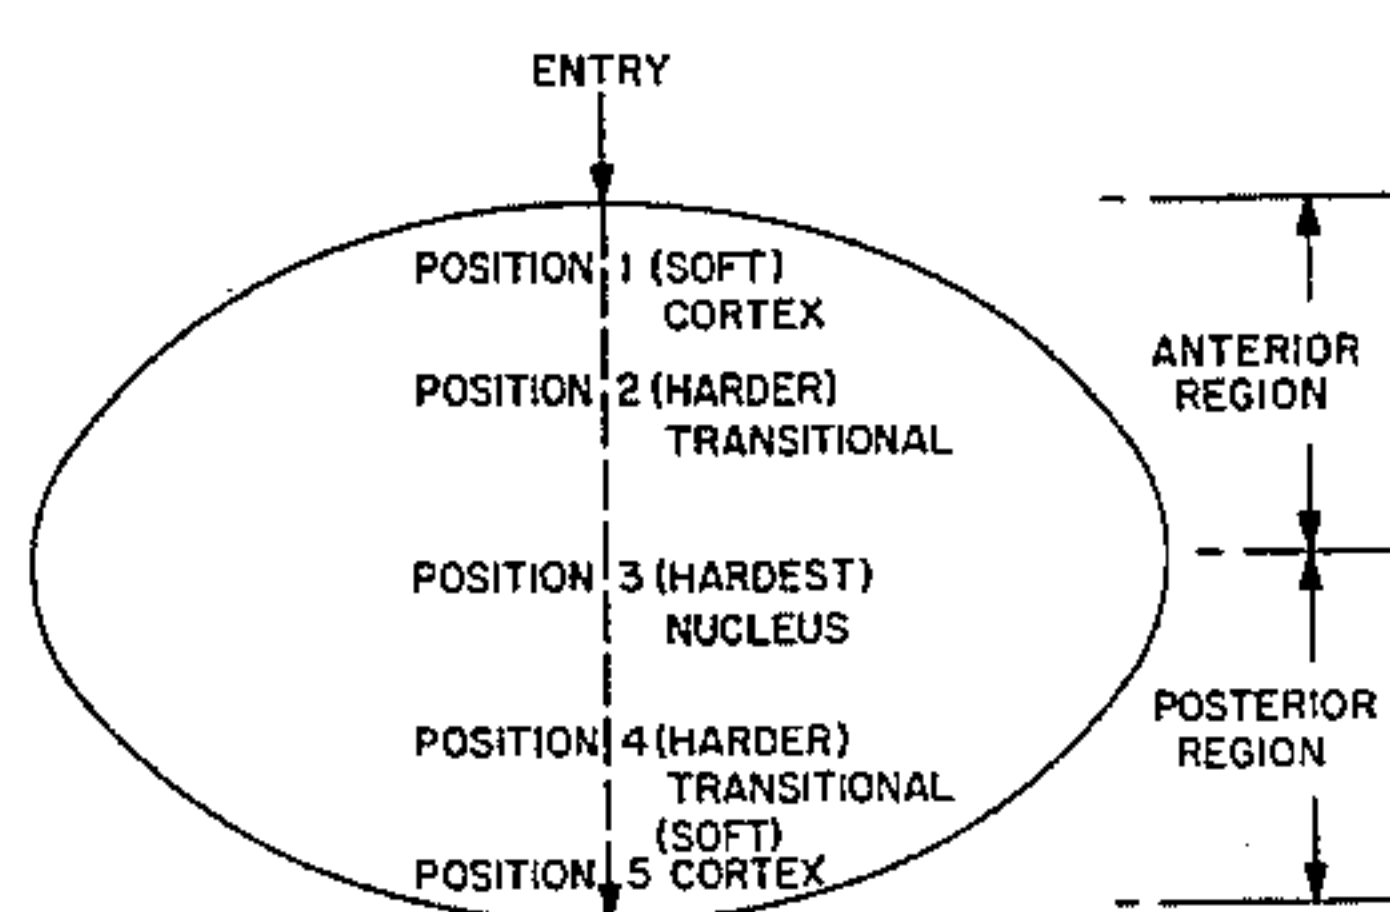 ENTRY
POSITION 1 (SOFT)
CORTEX
POSITION 2 (HARDER)
TRANSITIONAL
POSITION 3 (HARDEST)
NUCLEUS
POSITION 4 (HARDER)
TRANSITIONAL
(SOFT)
POSITION 5 CORTEX
ANTERIOR
REGION
POSTERIOR
REGION